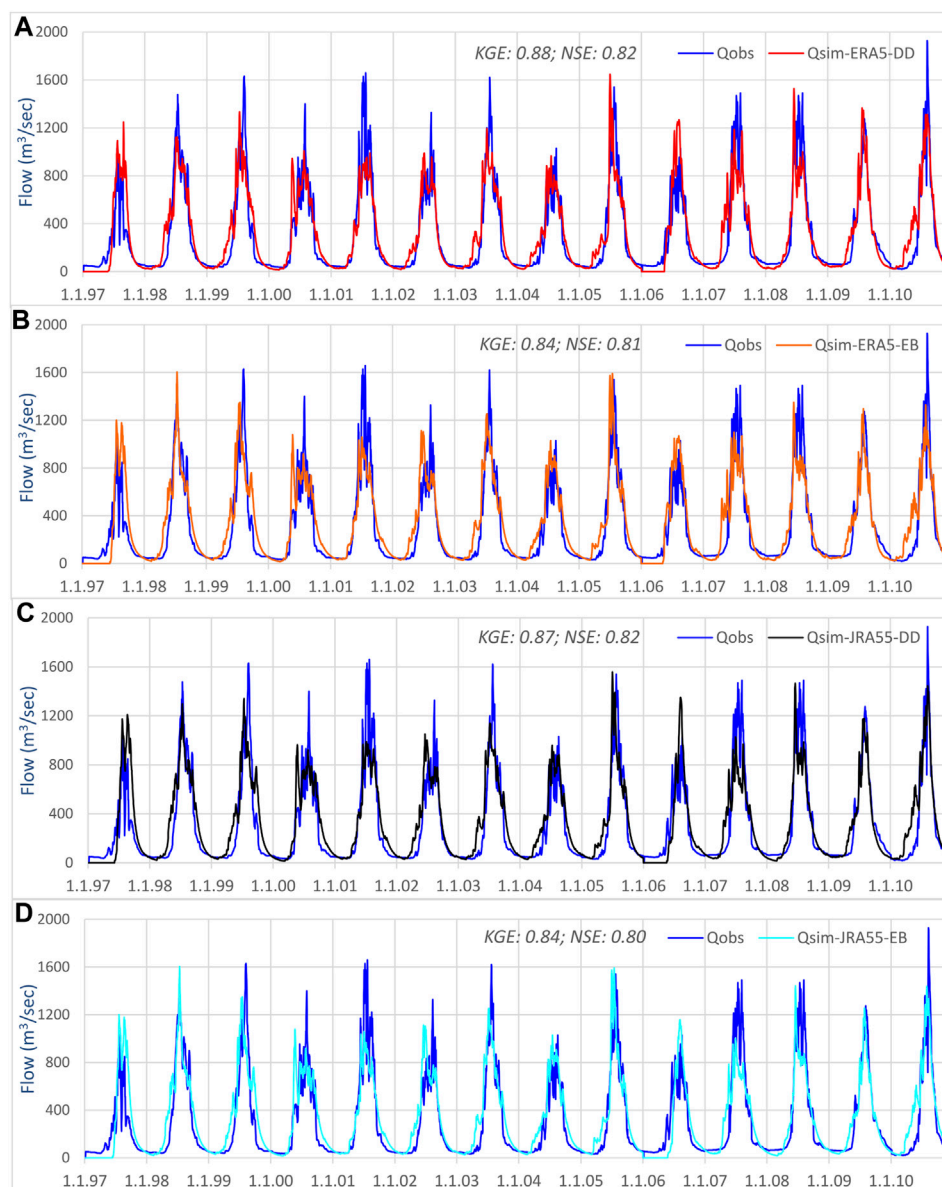 A
KGE: 0.88; NSE: 0.82
Qobs
Qsim-ERA5-DD
Flow (m³/sec)
1600
1200
800
400
0
1.1.97 1.1.98 1.1.99 1.1.00 1.1.01 1.1.02 1.1.03 1.1.04 1.1.05 1.1.06 1.1.07 1.1.08 1.1.09 1.1.10
B
2000
KGE: 0.84; NSE: 0.81
Qobs
Qsim-ERA5-EB
Flow (m³/sec)
1600
1200
800
400
0
1.1.97 1.1.98 1.1.99 1.1.00 1.1.01 1.1.02 1.1.03 1.1.04 1.1.05 1.1.06 1.1.07 1.1.08 1.1.09 1.1.10
C
2000
KGE: 0.87; NSE: 0.82
Qobs
Qsim-JRA55-DD
Flow (m³/sec)
1600
1200
800
400
0
1.1.97 1.1.98 1.1.99 1.1.00 1.1.01 1.1.02 1.1.03 1.1.04 1.1.05 1.1.06 1.1.07 1.1.08 1.1.09 1.1.10
D
2000
KGE: 0.84; NSE: 0.80
Qobs
Qsim-JRA55-EB
Flow (m³/sec)
1600
1200
800
400
0
1.1.97 1.1.98 1.1.99 1.1.00 1.1.01 1.1.02 1.1.03 1.1.04 1.1.05 1.1.06 1.1.07 1.1.08 1.1.09 1.1.10